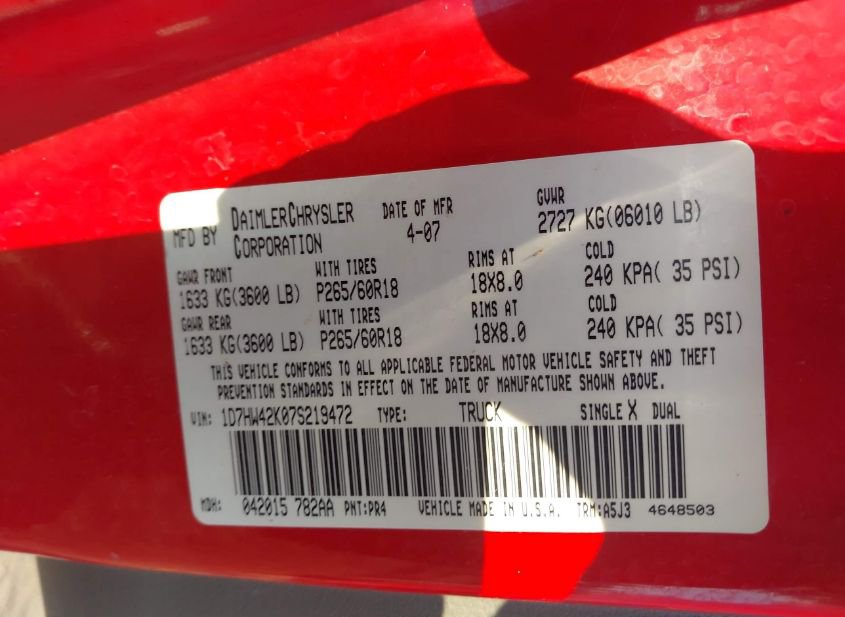 MFD BY DAIMLERCHRYSLER CORPORATION DATE OF MFR 4-07 GVWR 2727 KG(06010 LB)
GAWR FRONT WITH TIRES RIMS AT COLD
1633 KG(3600 LB) P265/60R18 18X8.0 240 KPA( 35 PSI)
GAWR REAR WITH TIRES RIMS AT COLD
1633 KG(3600 LB) P265/60R18 18X8.0 240 KPA( 35 PSI)
THIS VEHICLE CONFORMS TO ALL APPLICABLE FEDERAL MOTOR VEHICLE SAFETY AND THEFT
PREVENTION STANDARDS IN EFFECT ON THE DATE OF MANUFACTURE SHOWN ABOVE.
VIN: 1D7HW42K07S219472 TYPE: TRUCK SINGLE X DUAL
MDH: 042015 782AA PNT:PR4 VEHICLE MADE IN U.S.A. TRM:A5J3 4648503